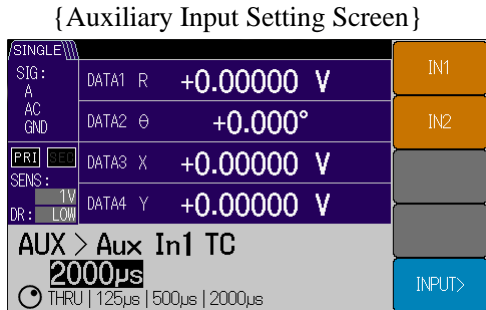 {Auxiliary Input Setting Screen}
SINGLE
SIG:
A
AC
GND
PRI SEC
SENS:
1V
DR: LOW
DATA1 R +0.00000 V
DATA2 θ +0.000°
DATA3 X +0.00000 V
DATA4 Y +0.00000 V
AUX > Aux In1 TC
2000μs
THRU | 125μs | 500μs | 2000μs
IN1
IN2
INPUT>